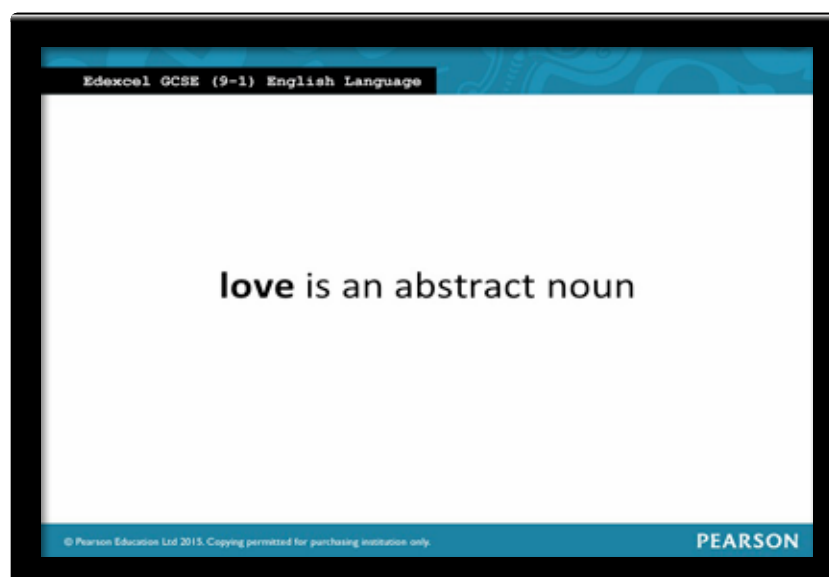 Edexcel GCSE (9-1) English Language
love is an abstract noun
© Pearson Education Ltd 2015. Copying permitted for purchasing institution only.
PEARSON